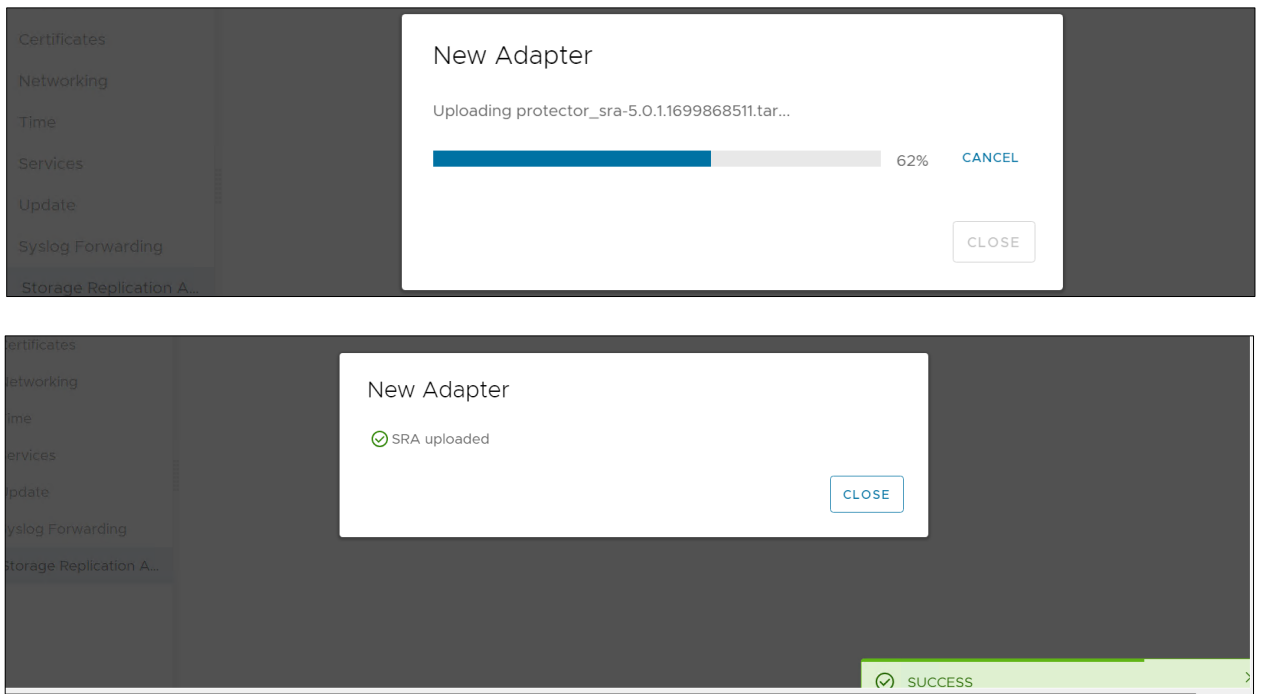 Certificates
Networking
Time
Services
Update
Syslog Forwarding
Storage Replication A...
New Adapter
Uploading protector_sra-5.0.1.1699868511.tar...
62%
CANCEL
CLOSE
ertificates
etworking
ime
ervices
pdate
yslog Forwarding
Storage Replication A...
New Adapter
SRA uploaded
CLOSE
SUCCESS